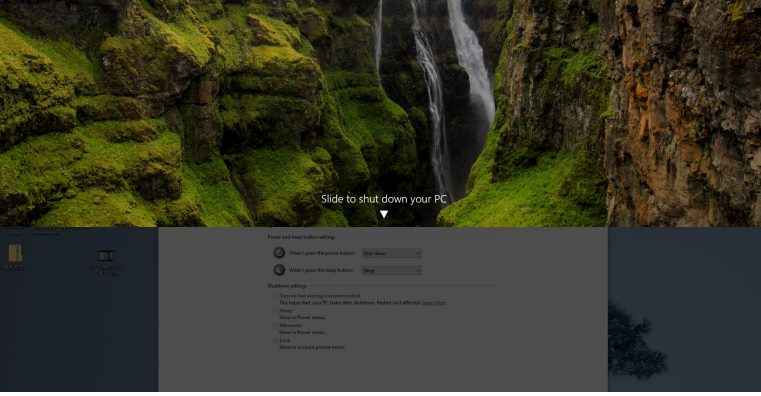 Slide to shut down your PC
Power and sleep button settings
When I press the power button: Shut down
When I press the sleep button: Sleep
Shutdown settings
Turn on fast startup (recommended)
This helps start your PC faster after shutdown. Restart isn't affected. Learn More
Sleep
Show in Power menu.
Hibernate
Show in Power menu.
Lock
Show in account picture menu.